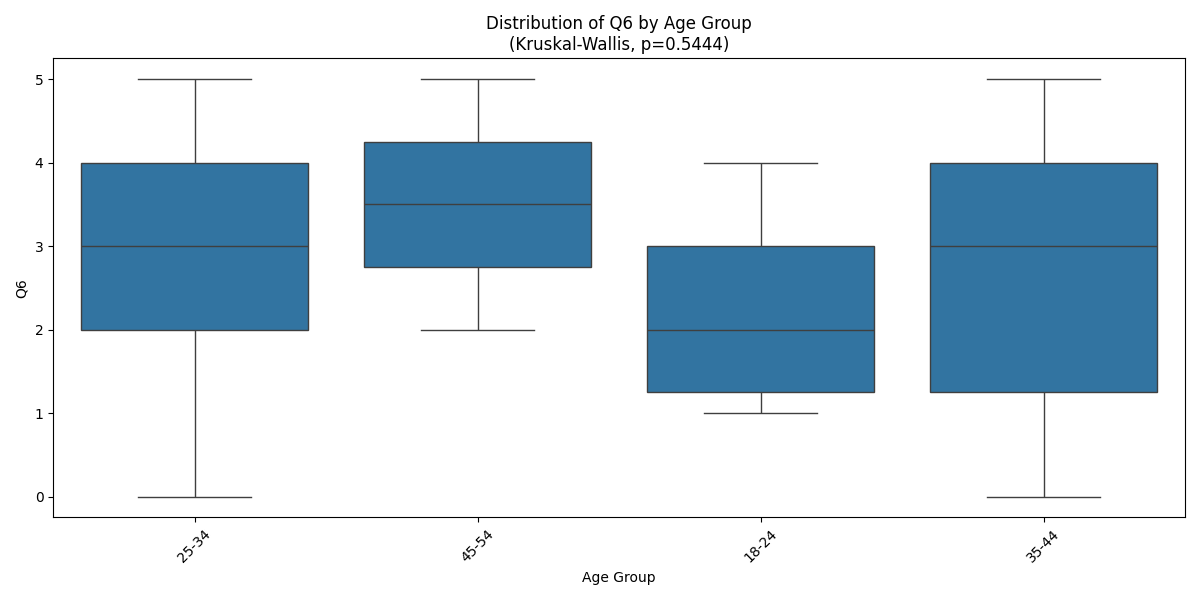 Distribution of Q6 by Age Group
(Kruskal-Wallis, p=0.5444)
5
4
3
2
1
0
Q6
25-34
45-54
18-24
35-44
Age Group